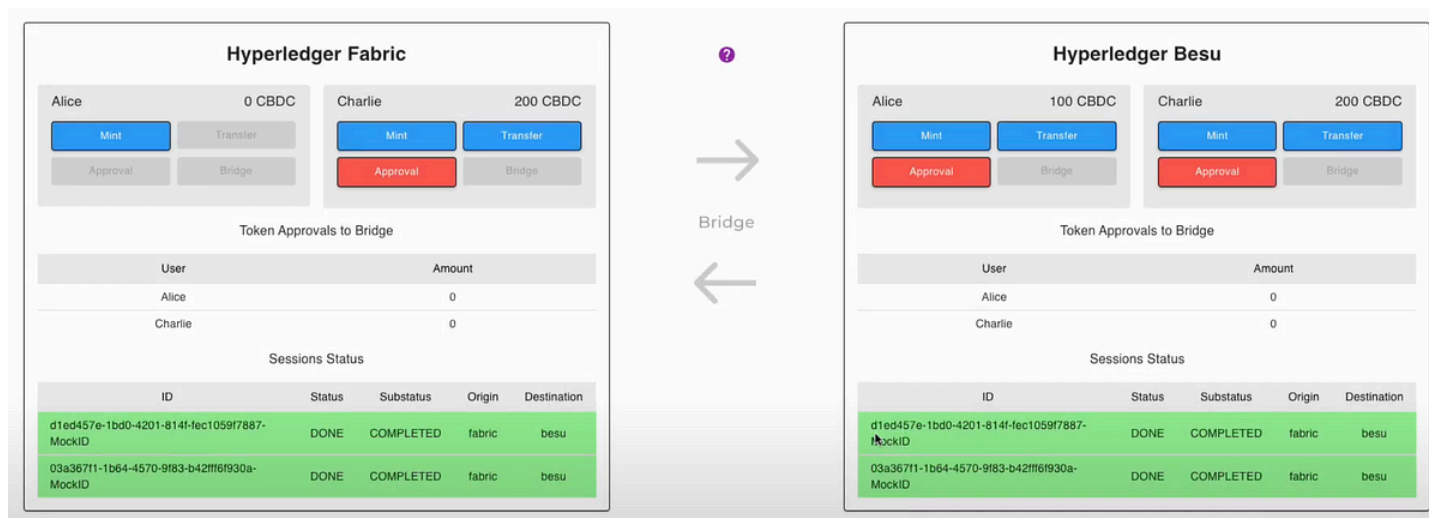 Hyperledger Fabric
Alice 0 CBDC
Mint Transfer
Approval Bridge
Charlie 200 CBDC
Mint Transfer
Approval Bridge
Token Approvals to Bridge
User Amount
Alice 0
Charlie 0
Sessions Status
ID Status Substatus Origin Destination
d1ed457e-1bd0-4201-814f-fec1059f7887-
MockID DONE COMPLETED fabric besu
03a367f1-1b64-4570-9f83-b42fff6f930a-
MockID DONE COMPLETED fabric besu
?
Bridge
Hyperledger Besu
Alice 100 CBDC
Mint Transfer
Approval Bridge
Charlie 200 CBDC
Mint Transfer
Approval Bridge
Token Approvals to Bridge
User Amount
Alice 0
Charlie 0
Sessions Status
ID Status Substatus Origin Destination
d1ed457e-1bd0-4201-814f-fec1059f7887-
MockID DONE COMPLETED fabric besu
03a367f1-1b64-4570-9f83-b42fff6f930a-
MockID DONE COMPLETED fabric besu